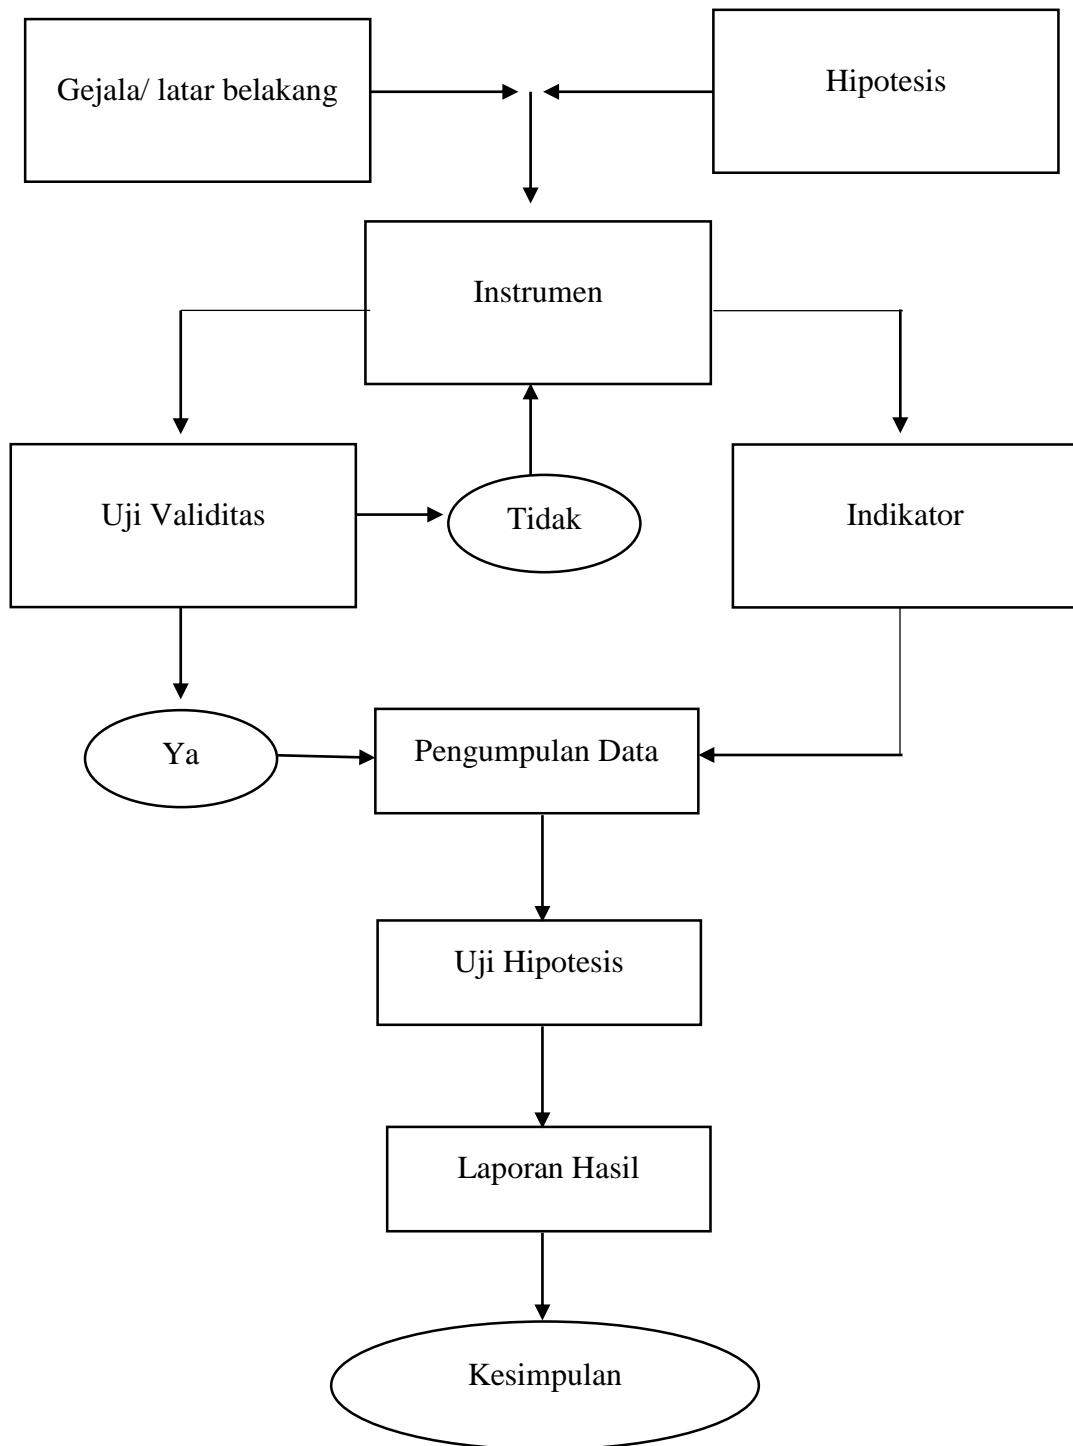 Gejala/ latar belakang
Hipotesis
Instrumen
Uji Validitas
Tidak
Indikator
Ya
Pengumpulan Data
Uji Hipotesis
Laporan Hasil
Kesimpulan